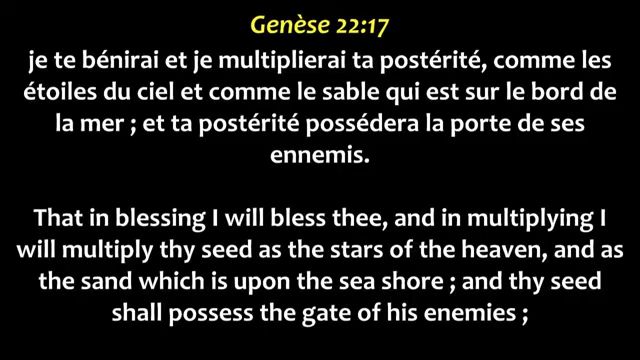 Genèse 22:17
je te bénirai et je multiplierai ta postérité, comme les
étoiles du ciel et comme le sable qui est sur le bord de
la mer ; et ta postérité possédera la porte de ses
ennemis.
That in blessing I will bless thee, and in multiplying I
will multiply thy seed as the stars of the heaven, and as
the sand which is upon the sea shore ; and thy seed
shall possess the gate of his enemies ;